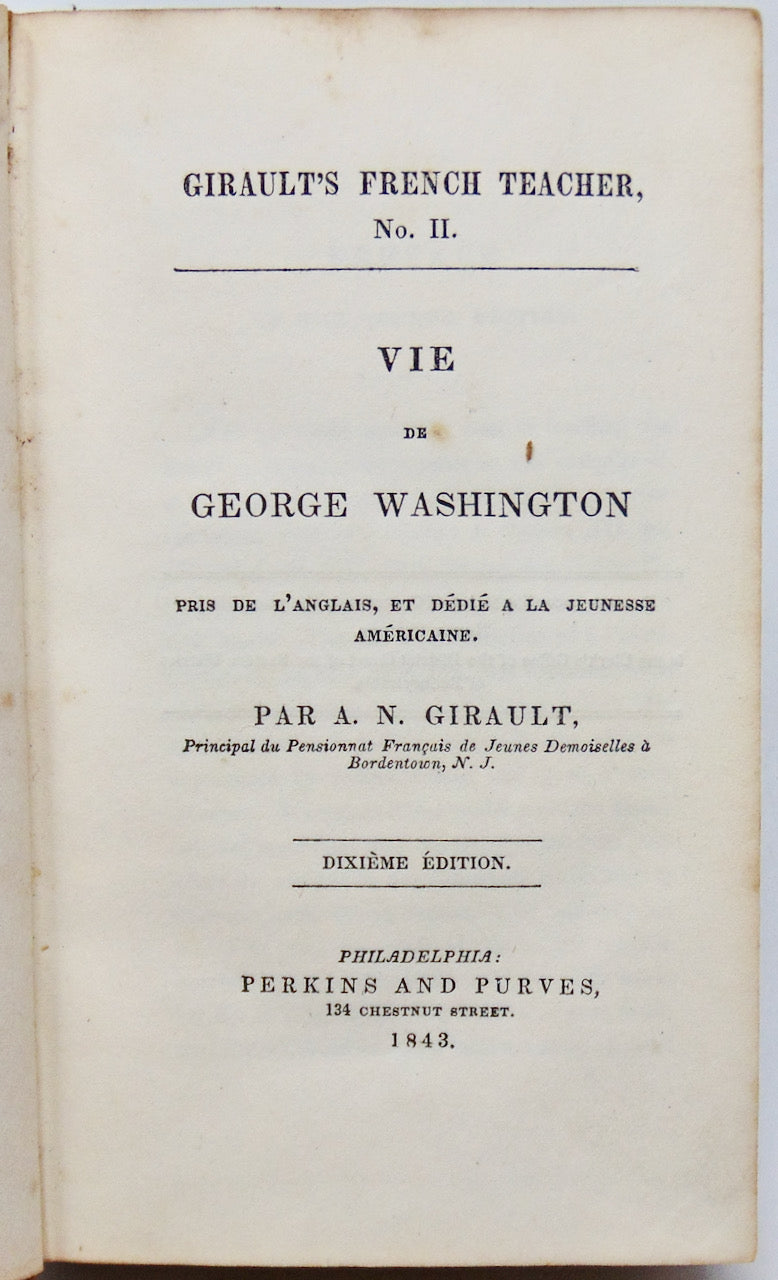 GIRAULT'S FRENCH TEACHER,
No. II.
VIE
DE
GEORGE WASHINGTON
PRIS DE L'ANGLAIS, ET DÉDIÉ A LA JEUNESSE
AMÉRICAINE.
PAR A. N. GIRAULT,
Principal du Pensionnat Français de Jeunes Demoiselles à
Bordentown, N. J.
DIXIÈME ÉDITION.
PHILADELPHIA:
PERKINS AND PURVES,
134 CHESTNUT STREET.
1843.